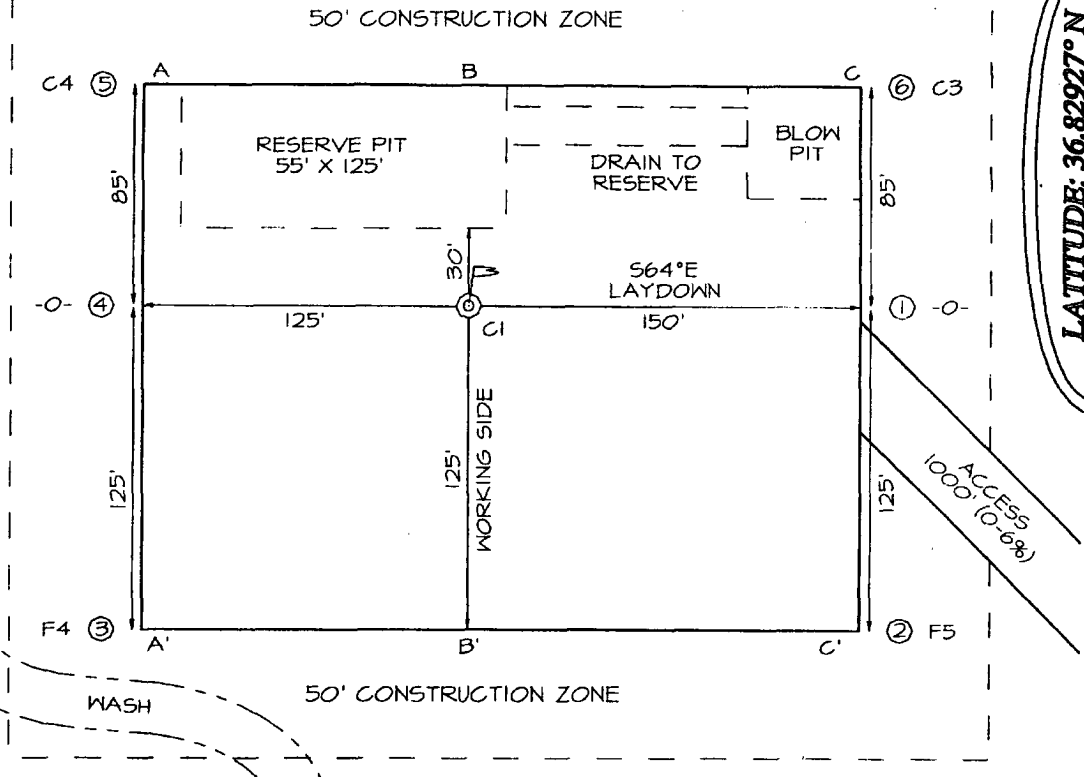 50' CONSTRUCTION ZONE
C4 ⑤ A B C ⑥ C3
RESERVE PIT
55' X 125'
BLOW
PIT
DRAIN TO
RESERVE
85'
85'
30'
S64°E
LAYDOWN
-0- ④ ① -0-
125'
C1
150'
WORKING SIDE
125'
125'
125'
ACCESS
1000' (0-6%)
F4 ③ A' B' C' ② F5
WASH
50' CONSTRUCTION ZONE
LATITUDE: 36.82927° N